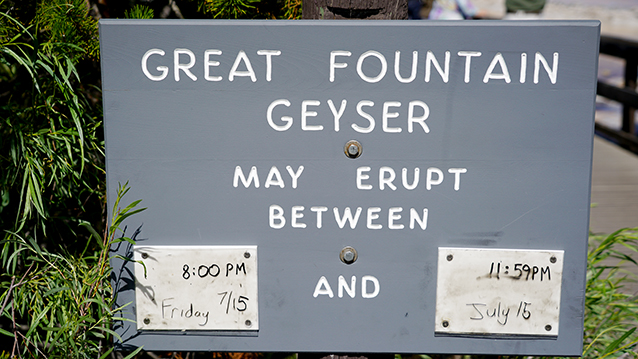 GREAT FOUNTAIN
GEYSER
MAY ERUPT
BETWEEN
8:00 PM
Friday 7/15
AND
11:59PM
July 15